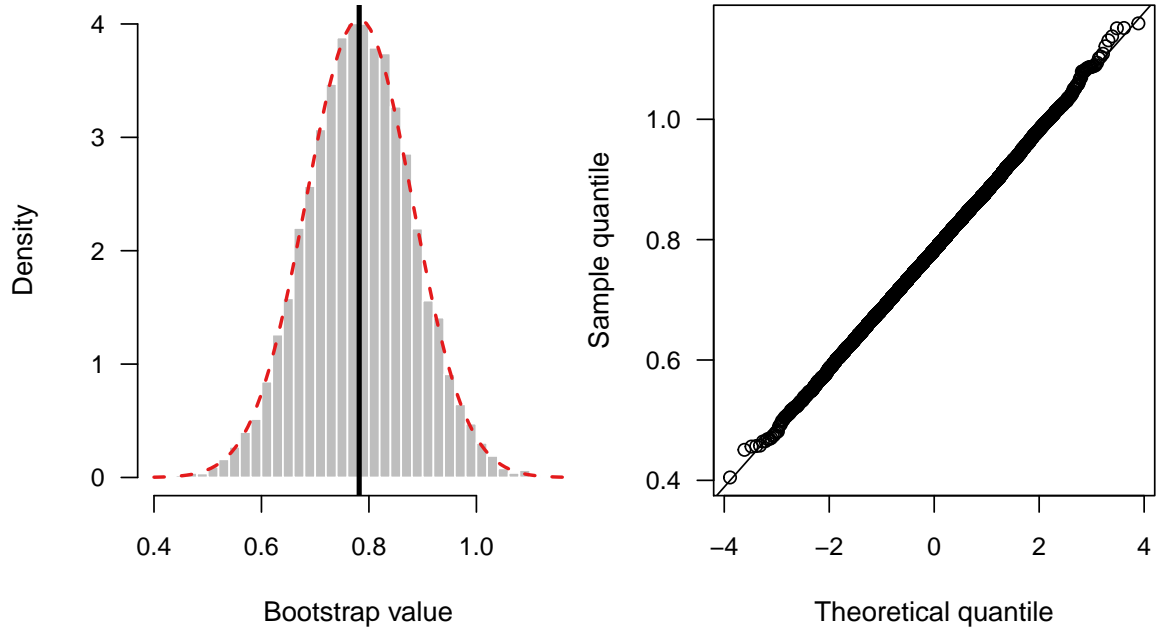 Density
4
3
2
1
0
0.4 0.6 0.8 1.0
Bootstrap value
Sample quantile
1.0
0.8
0.6
0.4
−4 −2 0 2 4
Theoretical quantile